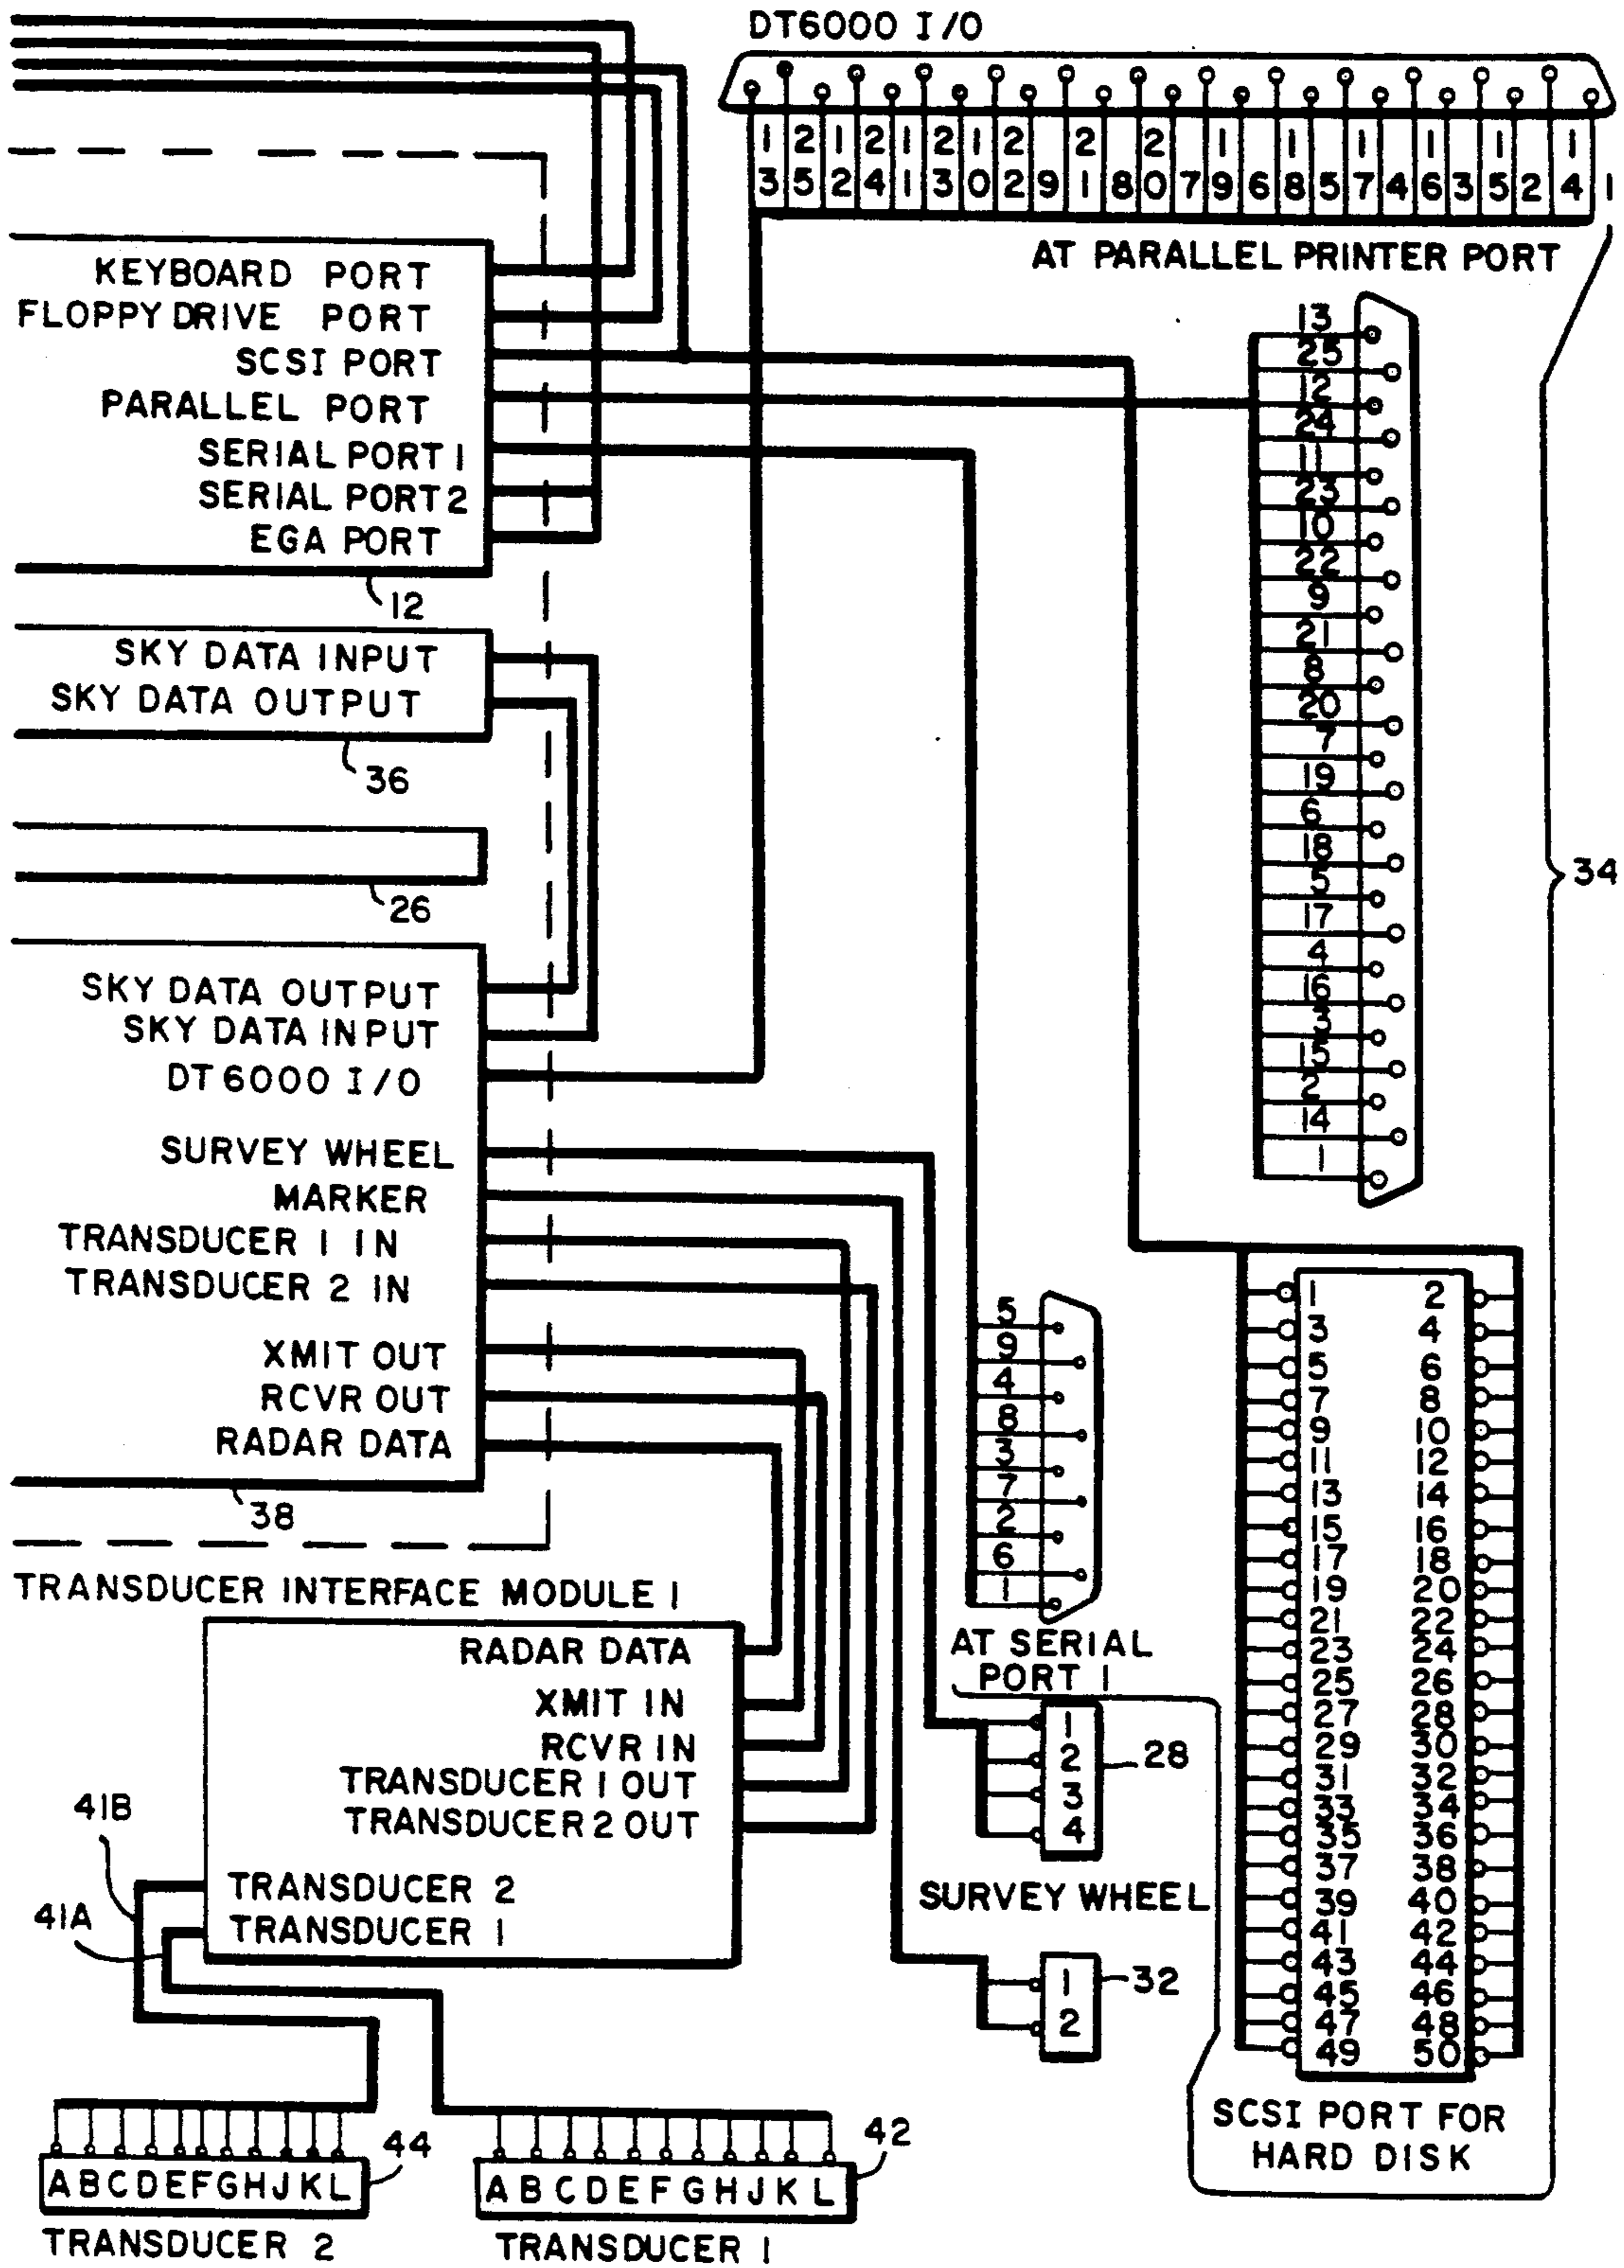 DT6000 I/O
1 2 1 2 1 2 1 2 2 2 1 1 1 1 1 1
3 5 2 4 1 3 0 2 9 1 8 0 7 9 6 8 5 7 4 6 3 5 2 4 1
AT PARALLEL PRINTER PORT
KEYBOARD PORT
FLOPPY DRIVE PORT
SCSI PORT
PARALLEL PORT
SERIAL PORT 1
SERIAL PORT 2
EGA PORT
12
SKY DATA INPUT
SKY DATA OUTPUT
36
26
SKY DATA OUTPUT
SKY DATA INPUT
DT6000 I/O
SURVEY WHEEL
MARKER
TRANSDUCER 1 IN
TRANSDUCER 2 IN
XMIT OUT
RCVR OUT
RADAR DATA
38
13
25
12
24
11
23
10
22
9
21
8
20
7
19
6
18
5
17
4
16
3
15
2
14
1
34
5
9
4
8
3
7
2
6
1
AT SERIAL
PORT 1
1 2
3 4
5 6
7 8
9 10
11 12
13 14
15 16
17 18
19 20
21 22
23 24
25 26
27 28
29 30
31 32
33 34
35 36
37 38
39 40
41 42
43 44
45 46
47 48
49 50
SCSI PORT FOR
HARD DISK
TRANSDUCER INTERFACE MODULE 1
RADAR DATA
XMIT IN
RCVR IN
TRANSDUCER 1 OUT
TRANSDUCER 2 OUT
TRANSDUCER 2
TRANSDUCER 1
41B
41A
1
2
3
4
28
SURVEY WHEEL
1
2
32
44
ABCDEFGHJKL
TRANSDUCER 2
42
ABCDEFGHJKL
TRANSDUCER 1